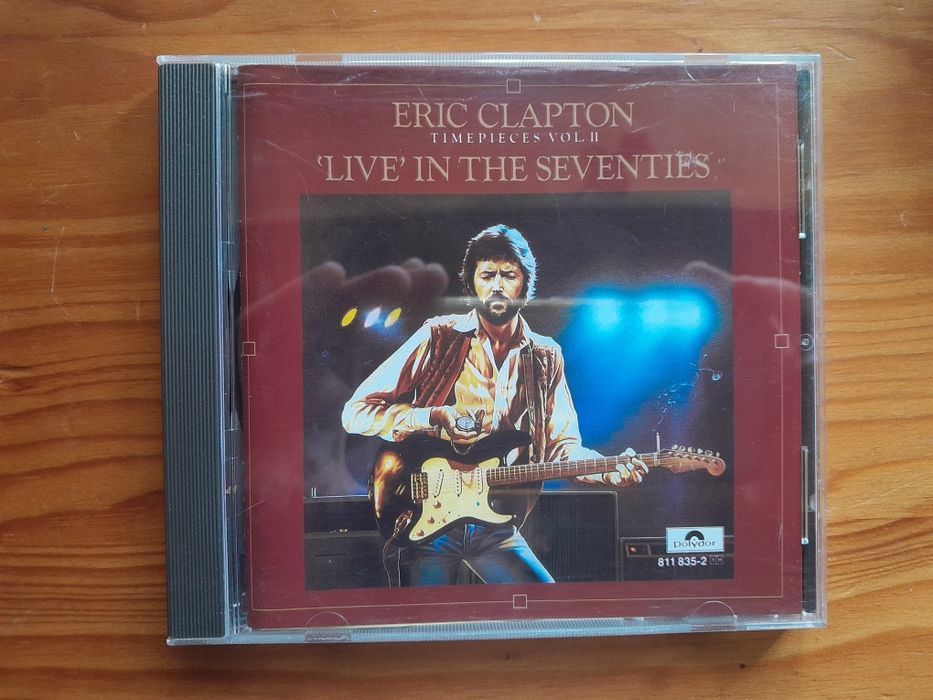 ERIC CLAPTON
TIMEPIECES VOL. II
'LIVE' IN THE SEVENTIES
Polydor
811 835-2